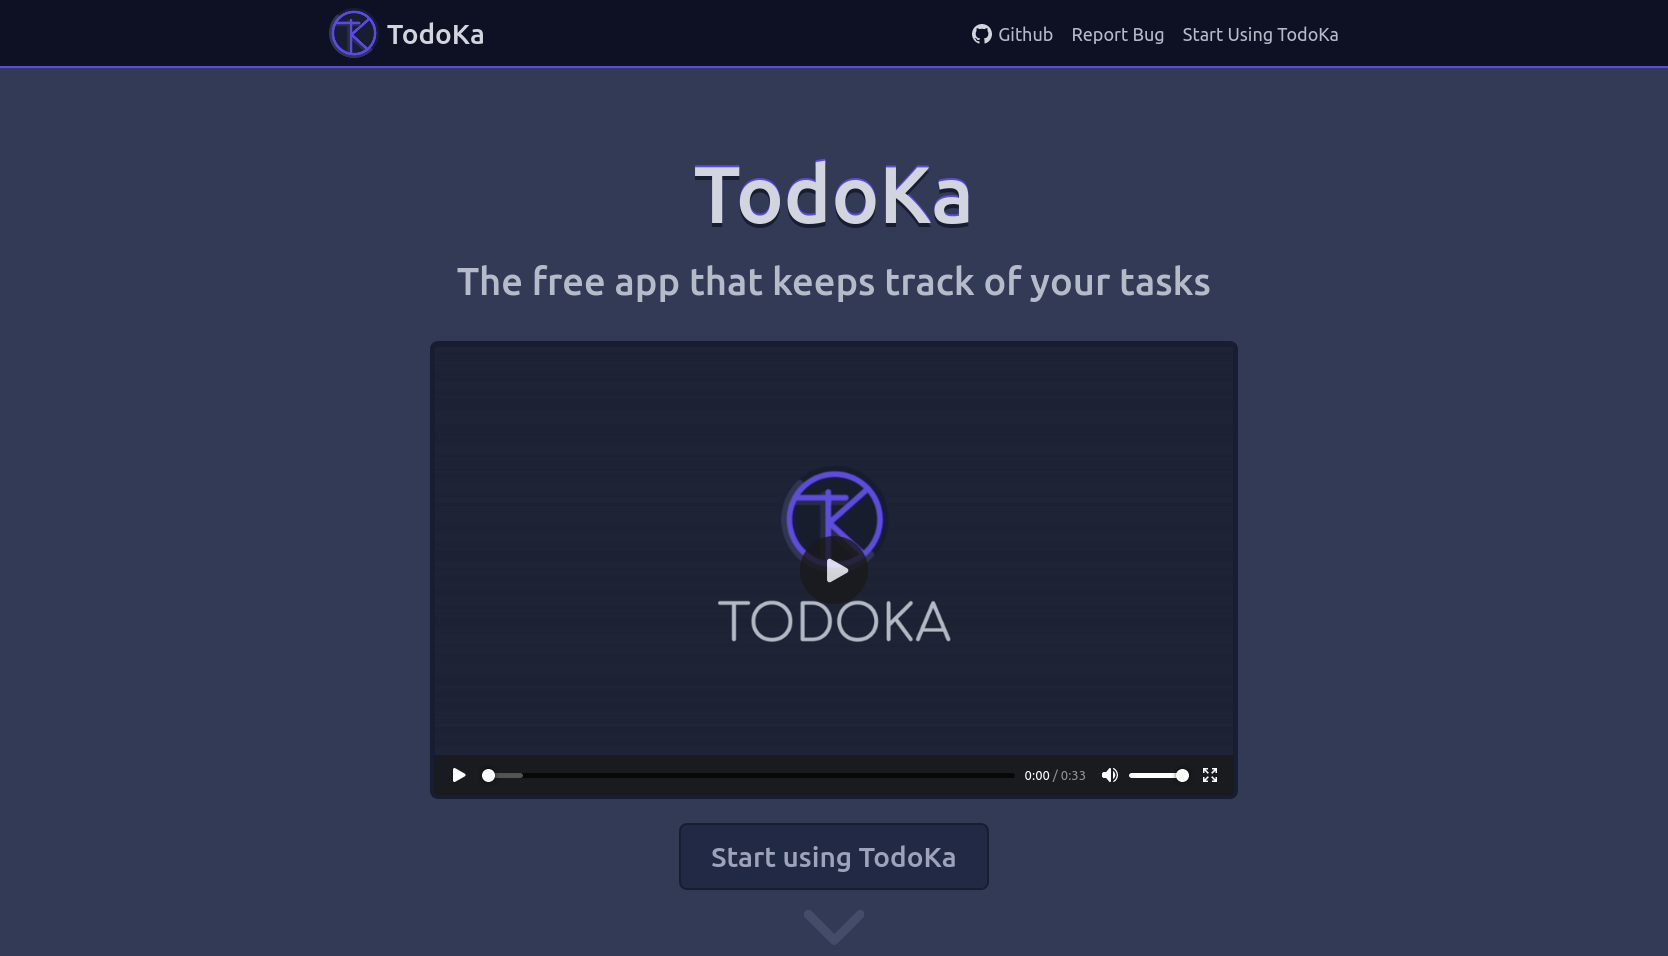 TodoKa
Github Report Bug Start Using TodoKa
TodoKa
The free app that keeps track of your tasks
TK
TODOKA
0:00 / 0:33
Start using TodoKa